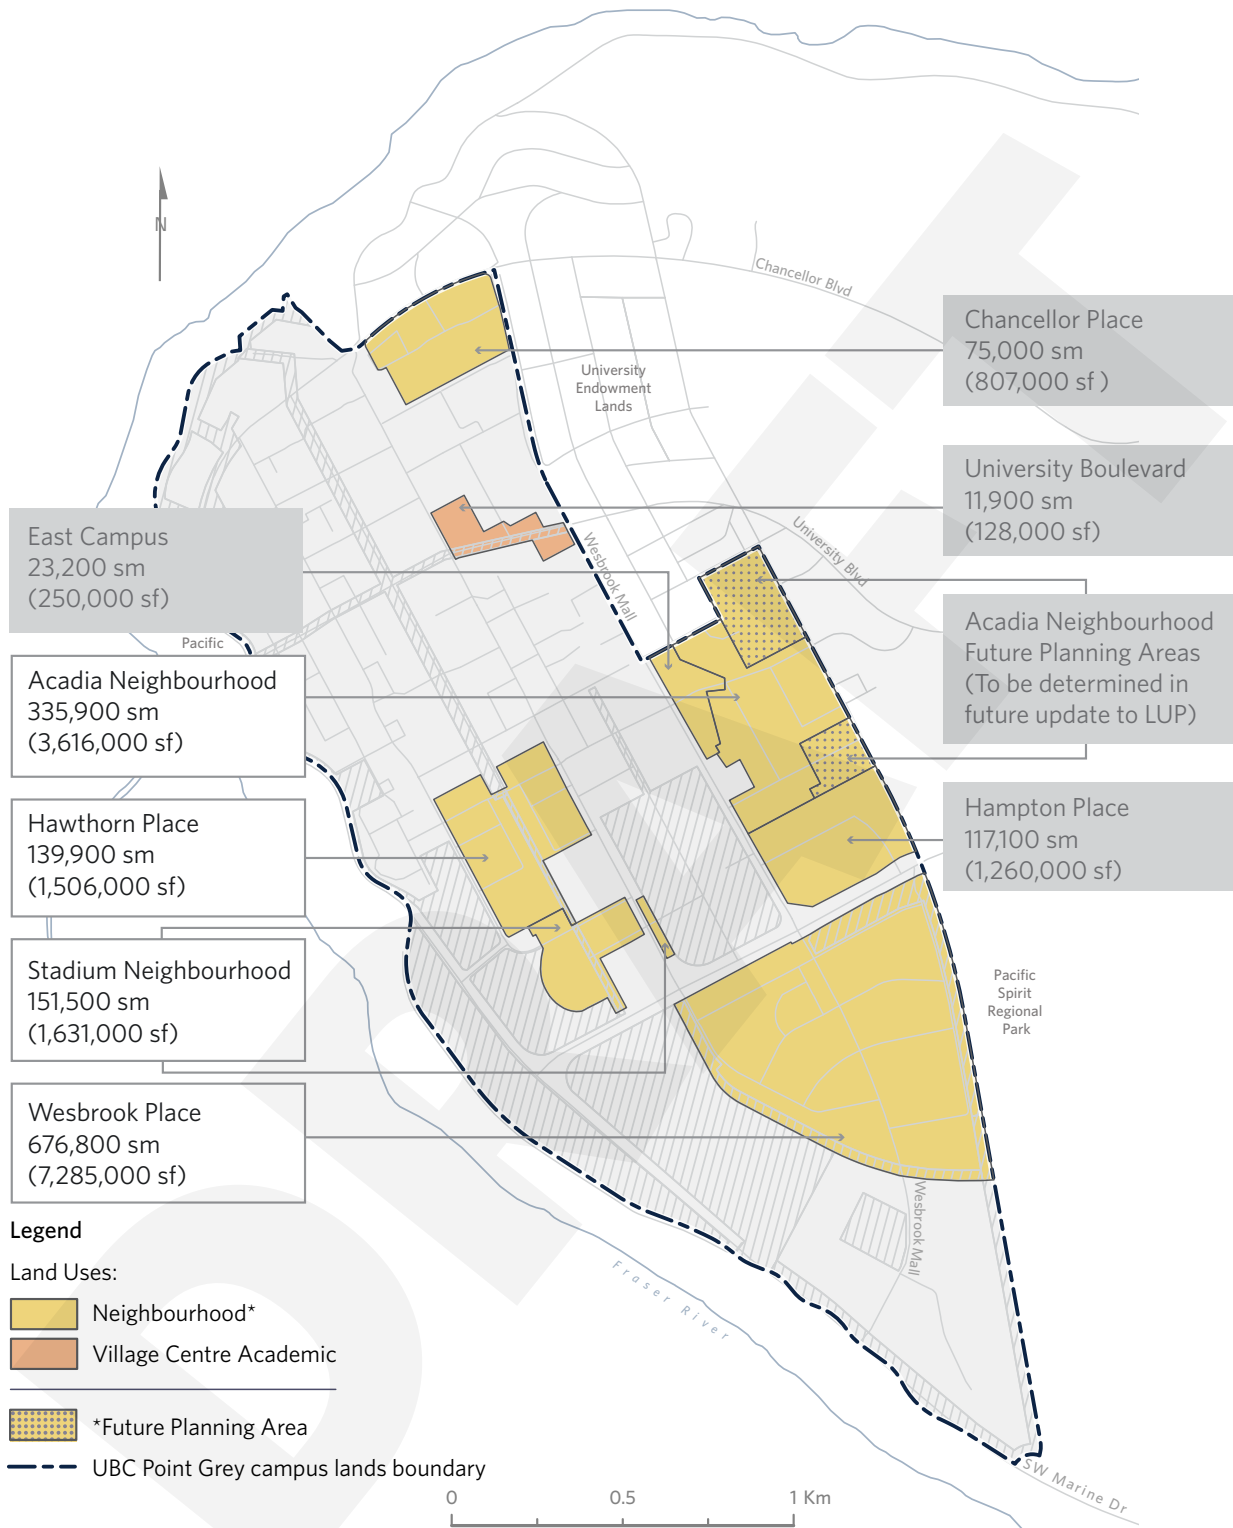 N
Chancellor Blvd
Chancellor Place
75,000 sm
(807,000 sf )
University
Endowment
Lands
University Boulevard
11,900 sm
(128,000 sf)
East Campus
23,200 sm
(250,000 sf)
Wesbrook Mall
University Blvd
Acadia Neighbourhood
Future Planning Areas
(To be determined in
future update to LUP)
Pacific
Acadia Neighbourhood
335,900 sm
(3,616,000 sf)
Hampton Place
117,100 sm
(1,260,000 sf)
Hawthorn Place
139,900 sm
(1,506,000 sf)
Stadium Neighbourhood
151,500 sm
(1,631,000 sf)
Pacific
Spirit
Regional
Park
Wesbrook Place
676,800 sm
(7,285,000 sf)
Wesbrook Mall
Fraser River
SW Marine Dr
Legend
Land Uses:
Neighbourhood*
Village Centre Academic
*Future Planning Area
UBC Point Grey campus lands boundary
0 0.5 1 Km
DRAFT